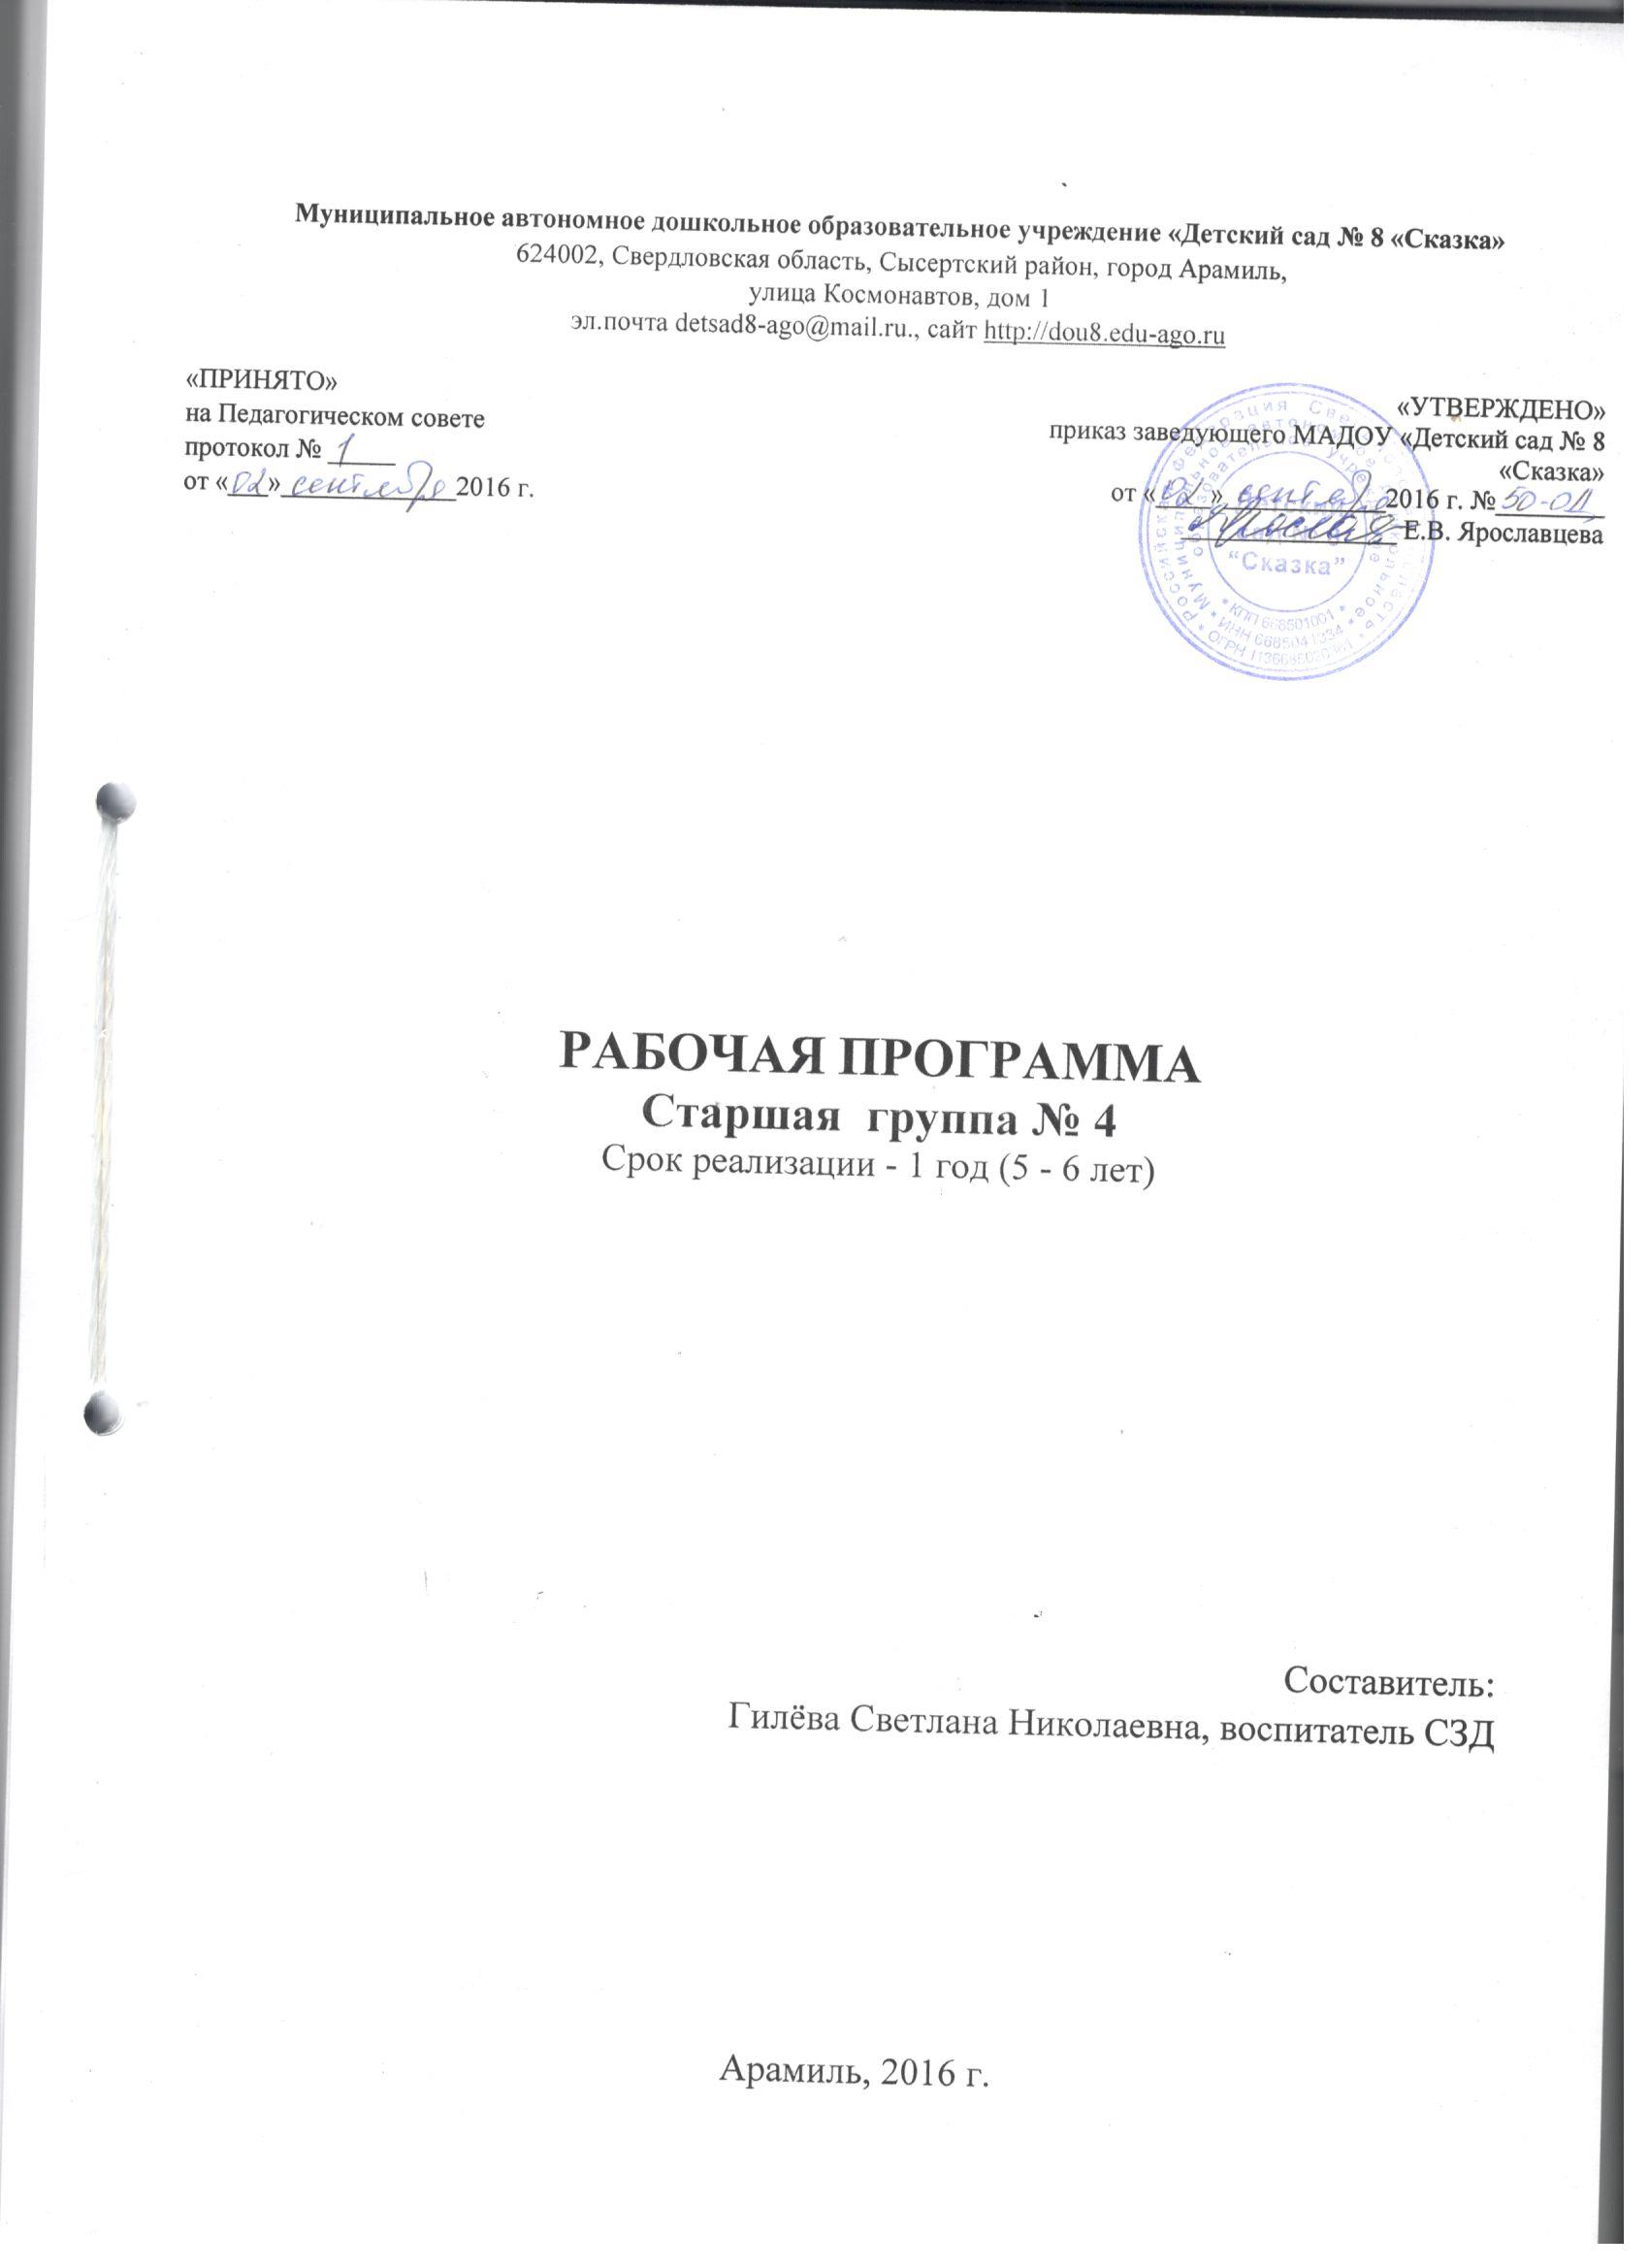 Муниципальное автономное дошкольное образовательное учреждение «Детский сад № 8 «Сказка»
624002, Свердловская область, Сысертский район, город Арамиль,
улица Космонавтов, дом 1
эл.почта detsad8-ago@mail.ru., сайт http://dou8.edu-ago.ru
«ПРИНЯТО»
на Педагогическом совете
протокол № 1
от «02» сентября 2016 г.
«УТВЕРЖДЕНО»
приказ заведующего МАДОУ «Детский сад № 8
«Сказка»
от «02» сентября 2016 г. № 50-ОД
Е.В. Ярославцева
“Сказка”
* КПП 668501001 *
* ИНН 6685041334 *
РАБОЧАЯ ПРОГРАММА
Старшая группа № 4
Срок реализации - 1 год (5 - 6 лет)
Составитель:
Гилёва Светлана Николаевна, воспитатель СЗД
Арамиль, 2016 г.